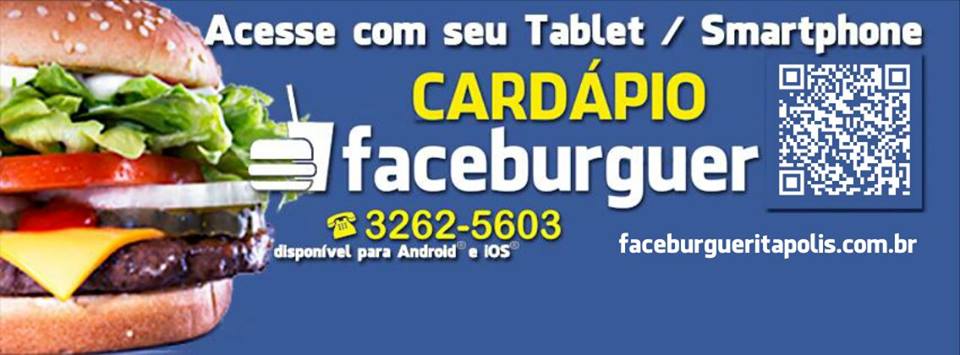 Acesse com seu Tablet / Smartphone
CARDÁPIO
faceburguer
☎ 3262-5603
disponível para Android® e iOS®
faceburgueritapolis.com.br